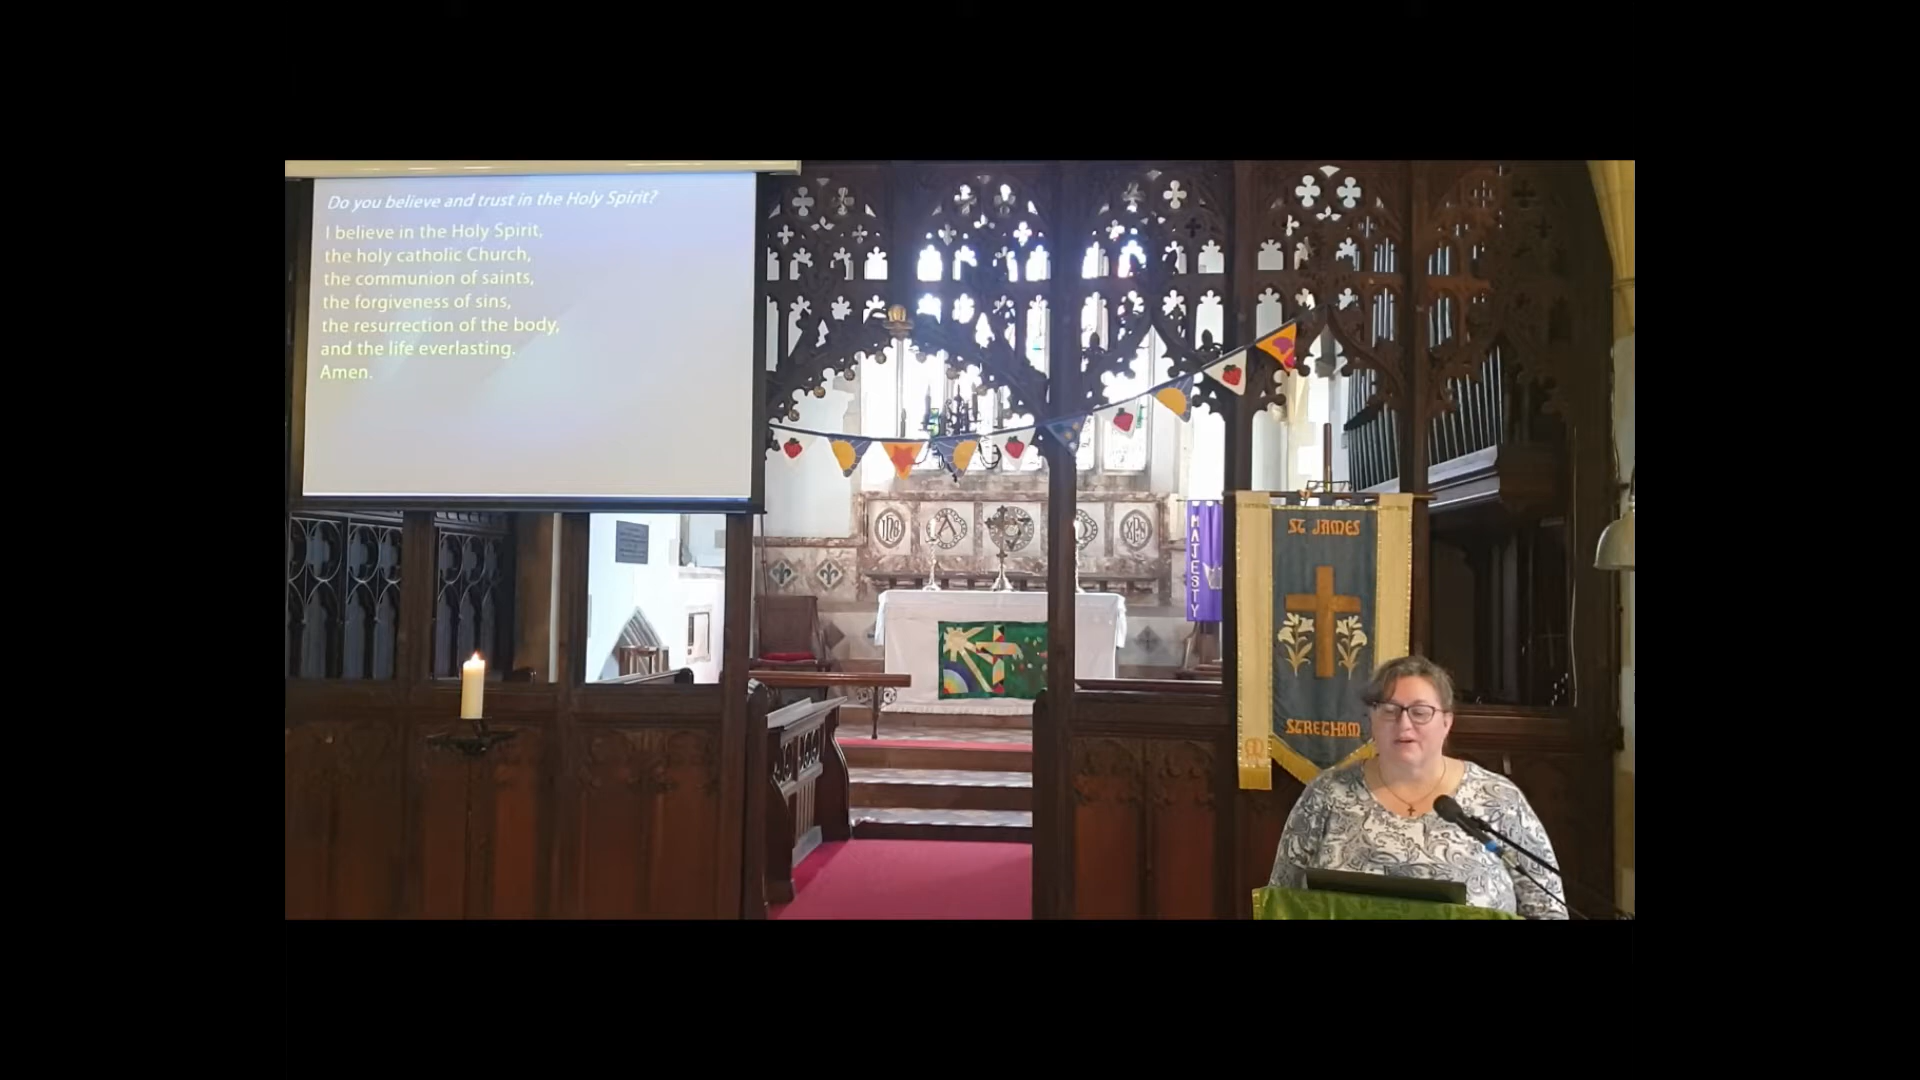 Do you believe and trust in the Holy Spirit?
I believe in the Holy Spirit,
the holy catholic Church,
the communion of saints,
the forgiveness of sins,
the resurrection of the body,
and the life everlasting.
Amen.
IHS
XPS
MAJESTY
ST JAMES
STRETHAM